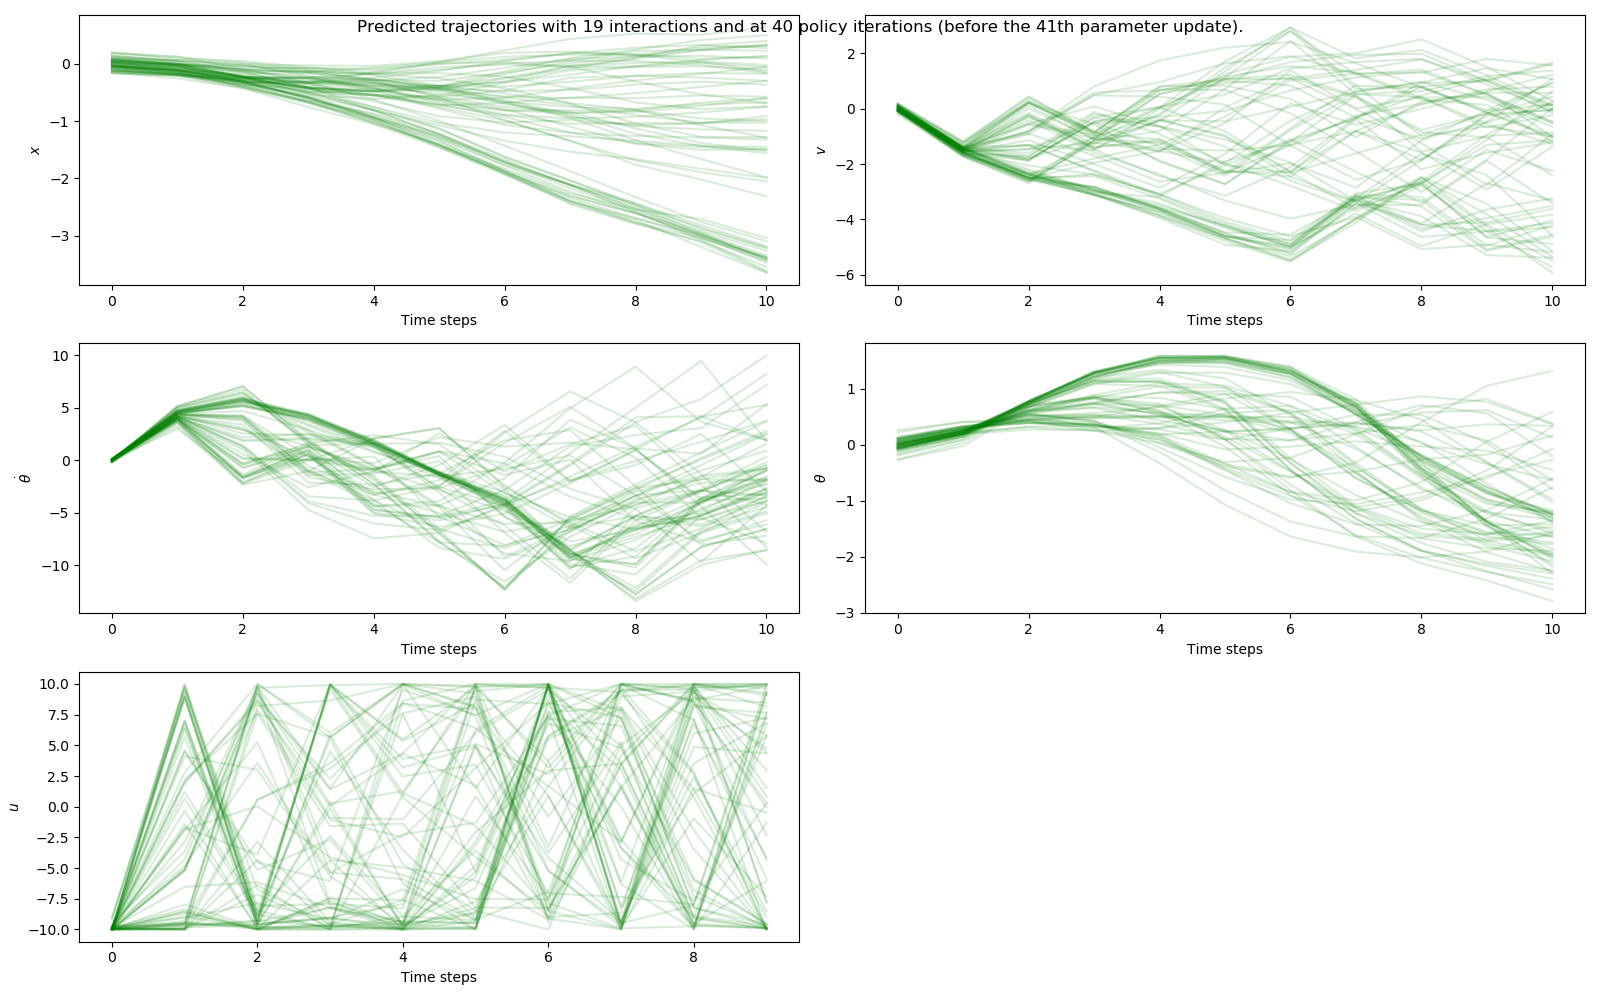 Predicted trajectories with 19 interactions and at 40 policy iterations (before the 41th parameter update).
0
−1
−2
−3
x
0 2 4 6 8 10
Time steps
2
0
−2
−4
−6
v
0 2 4 6 8 10
Time steps
10
5
0
−5
−10
θ̇
0 2 4 6 8 10
Time steps
1
0
−1
−2
−3
θ
0 2 4 6 8 10
Time steps
10.0
7.5
5.0
2.5
0.0
−2.5
−5.0
−7.5
−10.0
u
0 2 4 6 8
Time steps